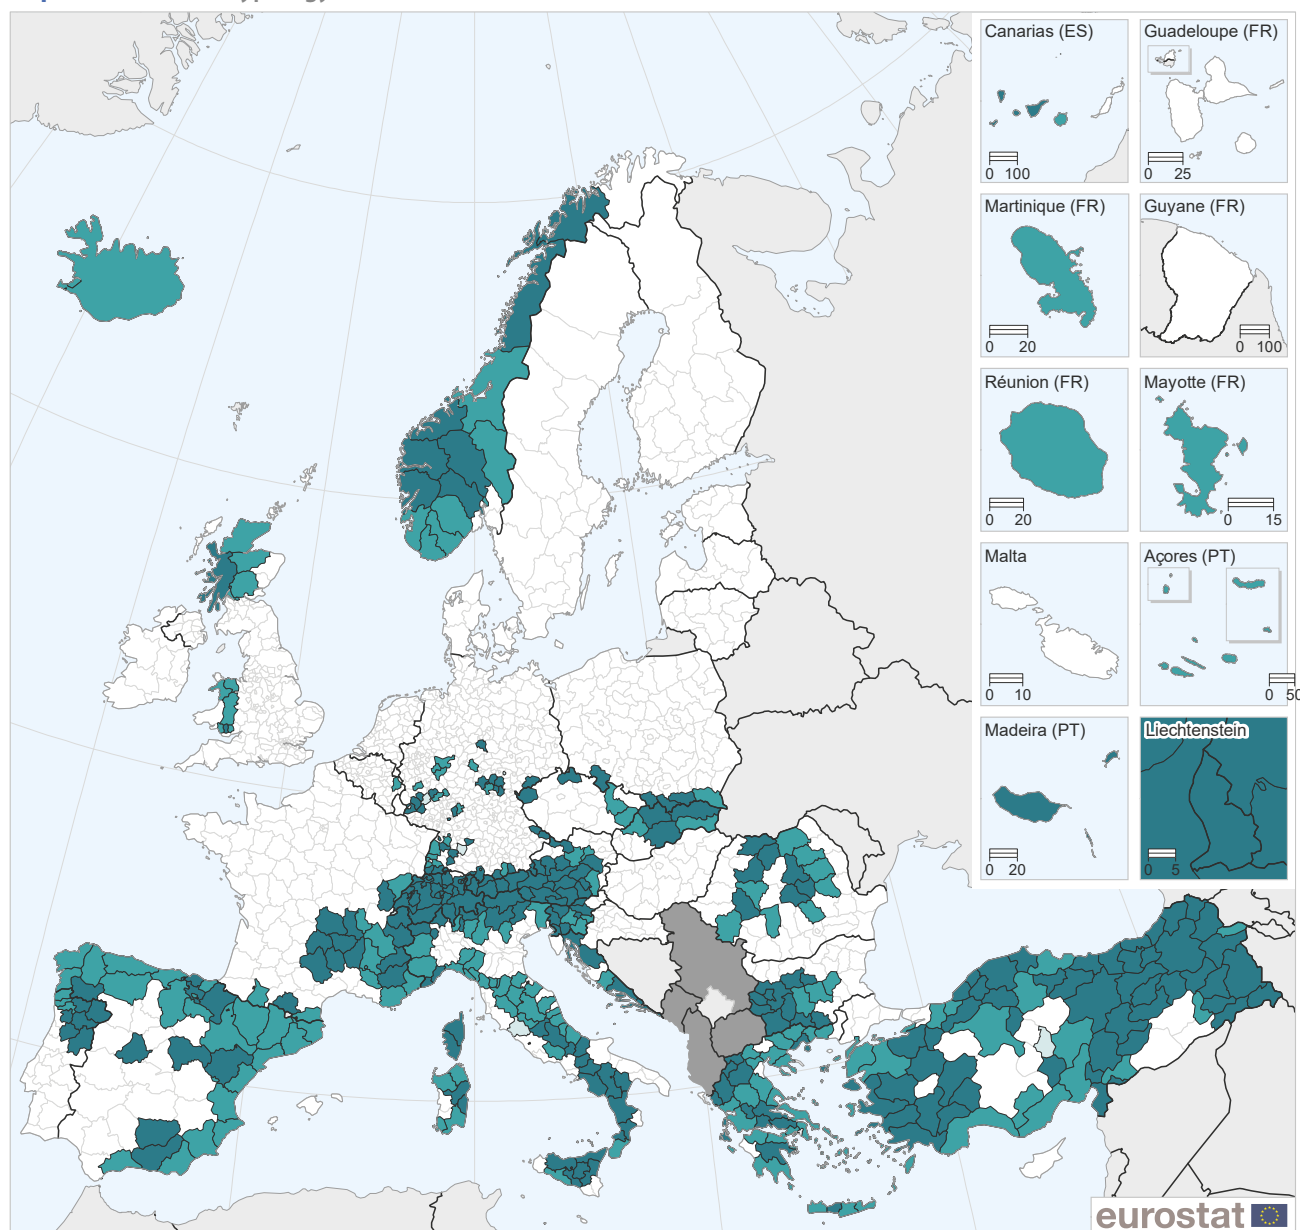 Canarias (ES)
0 100
Guadeloupe (FR)
0 25
Martinique (FR)
0 20
Guyane (FR)
0 100
Réunion (FR)
0 20
Mayotte (FR)
0 15
Malta
0 10
Açores (PT)
0 50
Madeira (PT)
0 20
Liechtenstein
0 5
eurostat